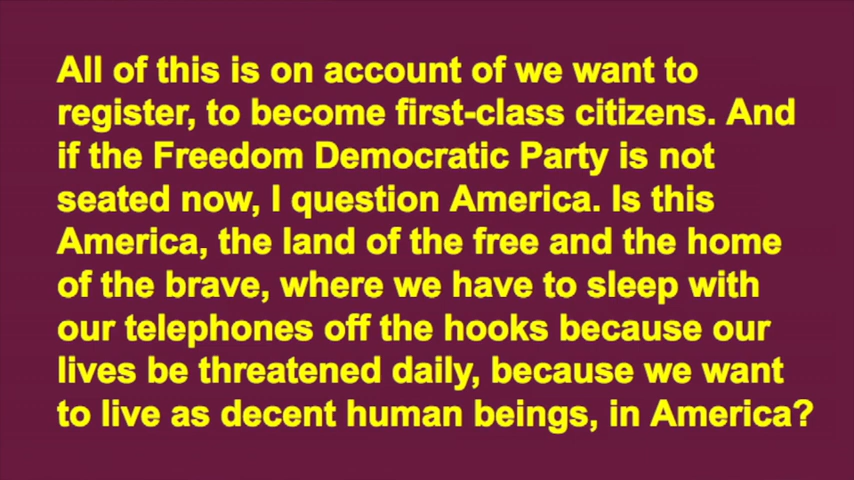 All of this is on account of we want to
register, to become first-class citizens. And
if the Freedom Democratic Party is not
seated now, I question America. Is this
America, the land of the free and the home
of the brave, where we have to sleep with
our telephones off the hooks because our
lives be threatened daily, because we want
to live as decent human beings, in America?